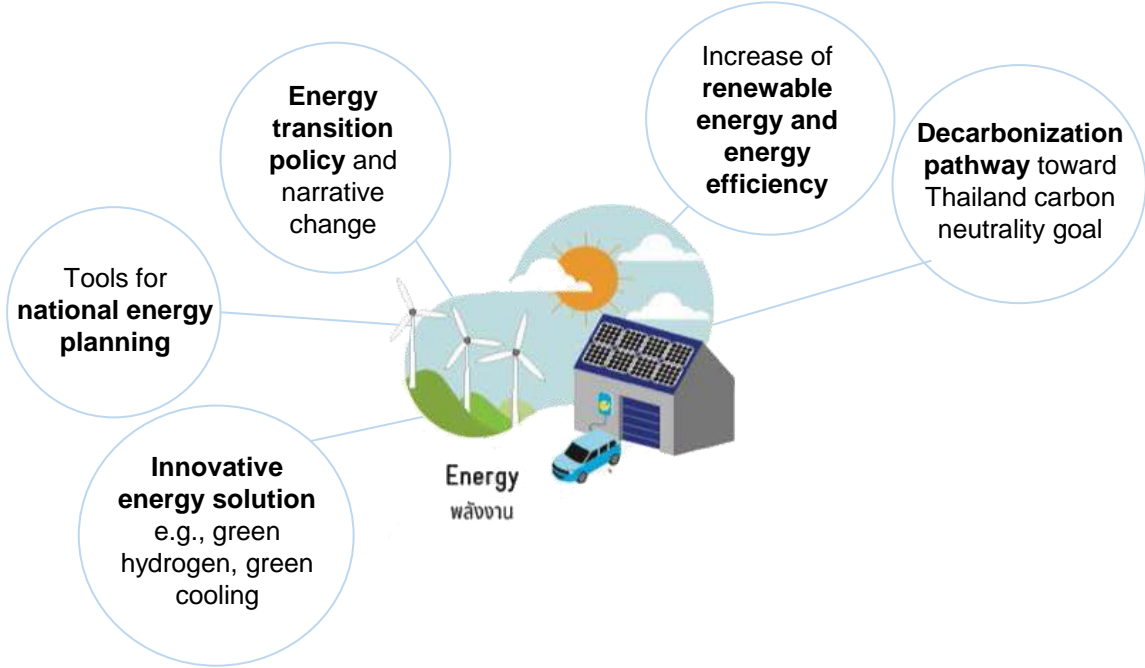 Energy
transition
policy and
narrative
change
Increase of
renewable
energy and
energy
efficiency
Decarbonization
pathway toward
Thailand carbon
neutrality goal
Tools for
national energy
planning
Innovative
energy solution
e.g., green
hydrogen, green
cooling
Energy
พลังงาน